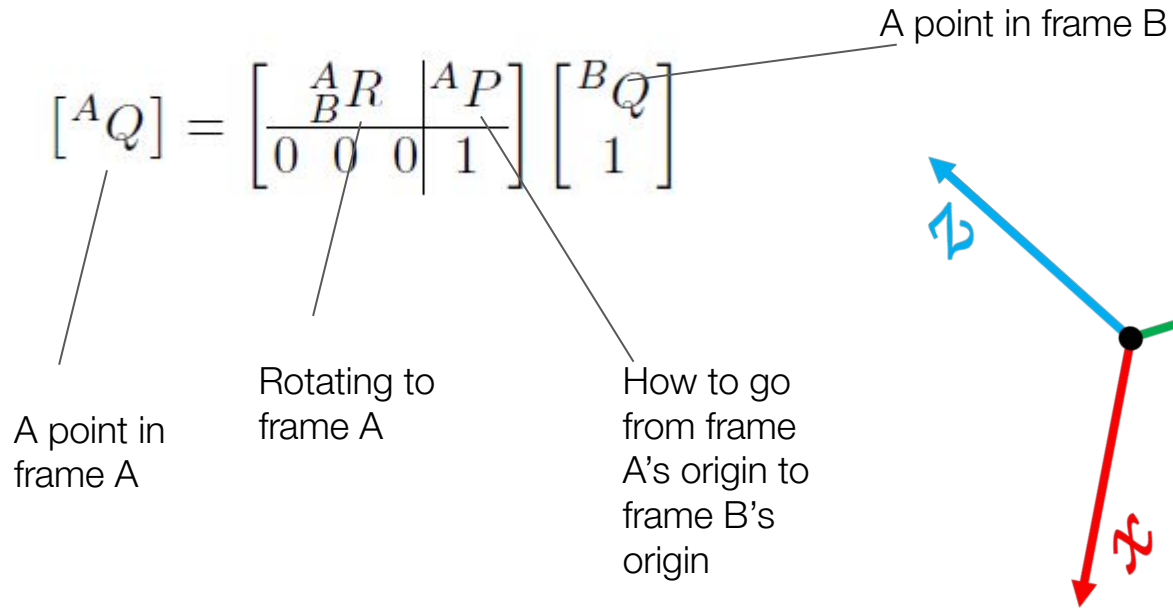 A point in frame B
[^A Q] = [ ^A_B R | ^A P ] [ ^B Q ]
0 0 0 | 1 1
z
Rotating to
frame A
How to go
from frame
A's origin to
frame B's
origin
A point in
frame A
x